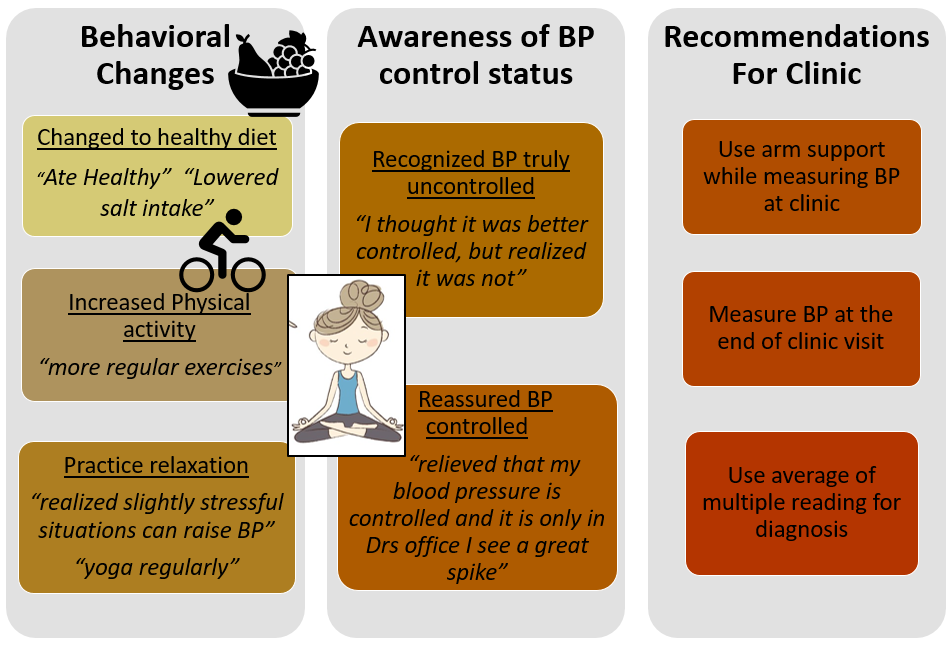 Behavioral
Changes
Changed to healthy diet
“Ate Healthy”  “Lowered
salt intake”
Increased Physical
activity
“more regular exercises”
Practice relaxation
“realized slightly stressful
situations can raise BP”
“yoga regularly”
Awareness of BP
control status
Recognized BP truly
uncontrolled
“I thought it was better
controlled, but realized
it was not”
Reassured BP
controlled
“relieved that my
blood pressure is
controlled and it is only in
Drs office I see a great
spike”
Recommendations
For Clinic
Use arm support
while measuring BP
at clinic
Measure BP at the
end of clinic visit
Use average of
multiple reading for
diagnosis